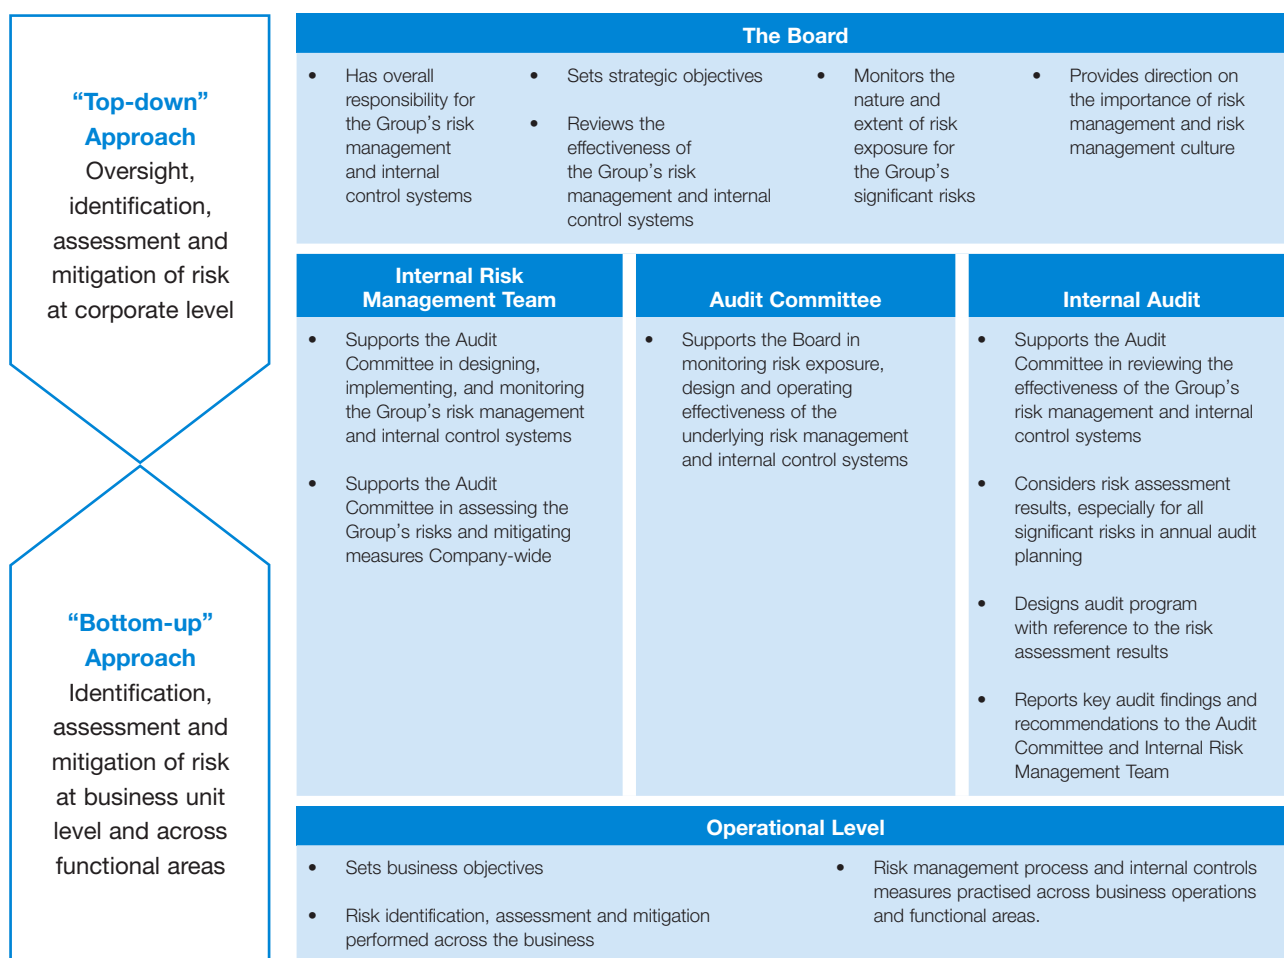 “Top-down”
Approach
Oversight,
identification,
assessment and
mitigation of risk
at corporate level
“Bottom-up”
Approach
Identification,
assessment and
mitigation of risk
at business unit
level and across
functional areas
The Board
• Has overall
responsibility for
the Group’s risk
management
and internal
control systems
• Sets strategic objectives
• Reviews the
effectiveness of
the Group’s risk
management and internal
control systems
• Monitors the
nature and
extent of risk
exposure for
the Group’s
significant risks
• Provides direction on
the importance of risk
management and risk
management culture
Internal Risk
Management Team
• Supports the Audit
Committee in designing,
implementing, and monitoring
the Group’s risk management
and internal control systems
• Supports the Audit
Committee in assessing the
Group’s risks and mitigating
measures Company-wide
Audit Committee
• Supports the Board in
monitoring risk exposure,
design and operating
effectiveness of the
underlying risk management
and internal control systems
Internal Audit
• Supports the Audit
Committee in reviewing the
effectiveness of the Group’s
risk management and internal
control systems
• Considers risk assessment
results, especially for all
significant risks in annual audit
planning
• Designs audit program
with reference to the risk
assessment results
• Reports key audit findings and
recommendations to the Audit
Committee and Internal Risk
Management Team
Operational Level
• Sets business objectives
• Risk identification, assessment and mitigation
performed across the business
• Risk management process and internal controls
measures practised across business operations
and functional areas.